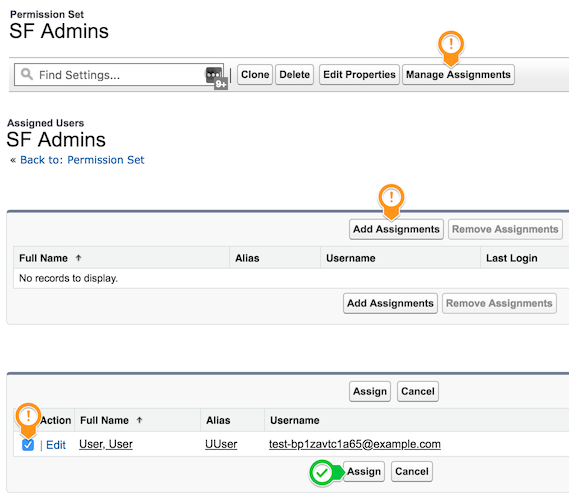 Permission Set
SF Admins
Find Settings... 9+ | Clone Delete Edit Properties Manage Assignments
Assigned Users
SF Admins
« Back to: Permission Set
Add Assignments Remove Assignments
Full Name ↑ Alias Username Last Login
No records to display.
Add Assignments Remove Assignments
Assign Cancel
Action Full Name ↑ Alias Username
| Edit User, User UUser test-bp1zavtc1a65@example.com
Assign Cancel